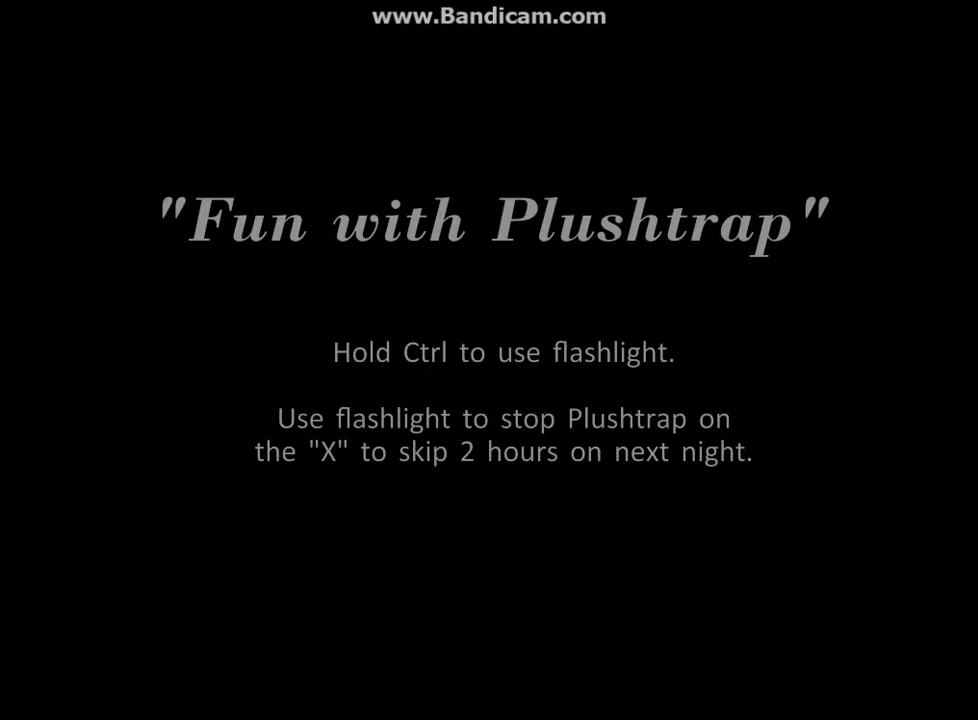 www.Bandicam.com
"Fun with Plushtrap"
Hold Ctrl to use flashlight.
Use flashlight to stop Plushtrap on
the "X" to skip 2 hours on next night.